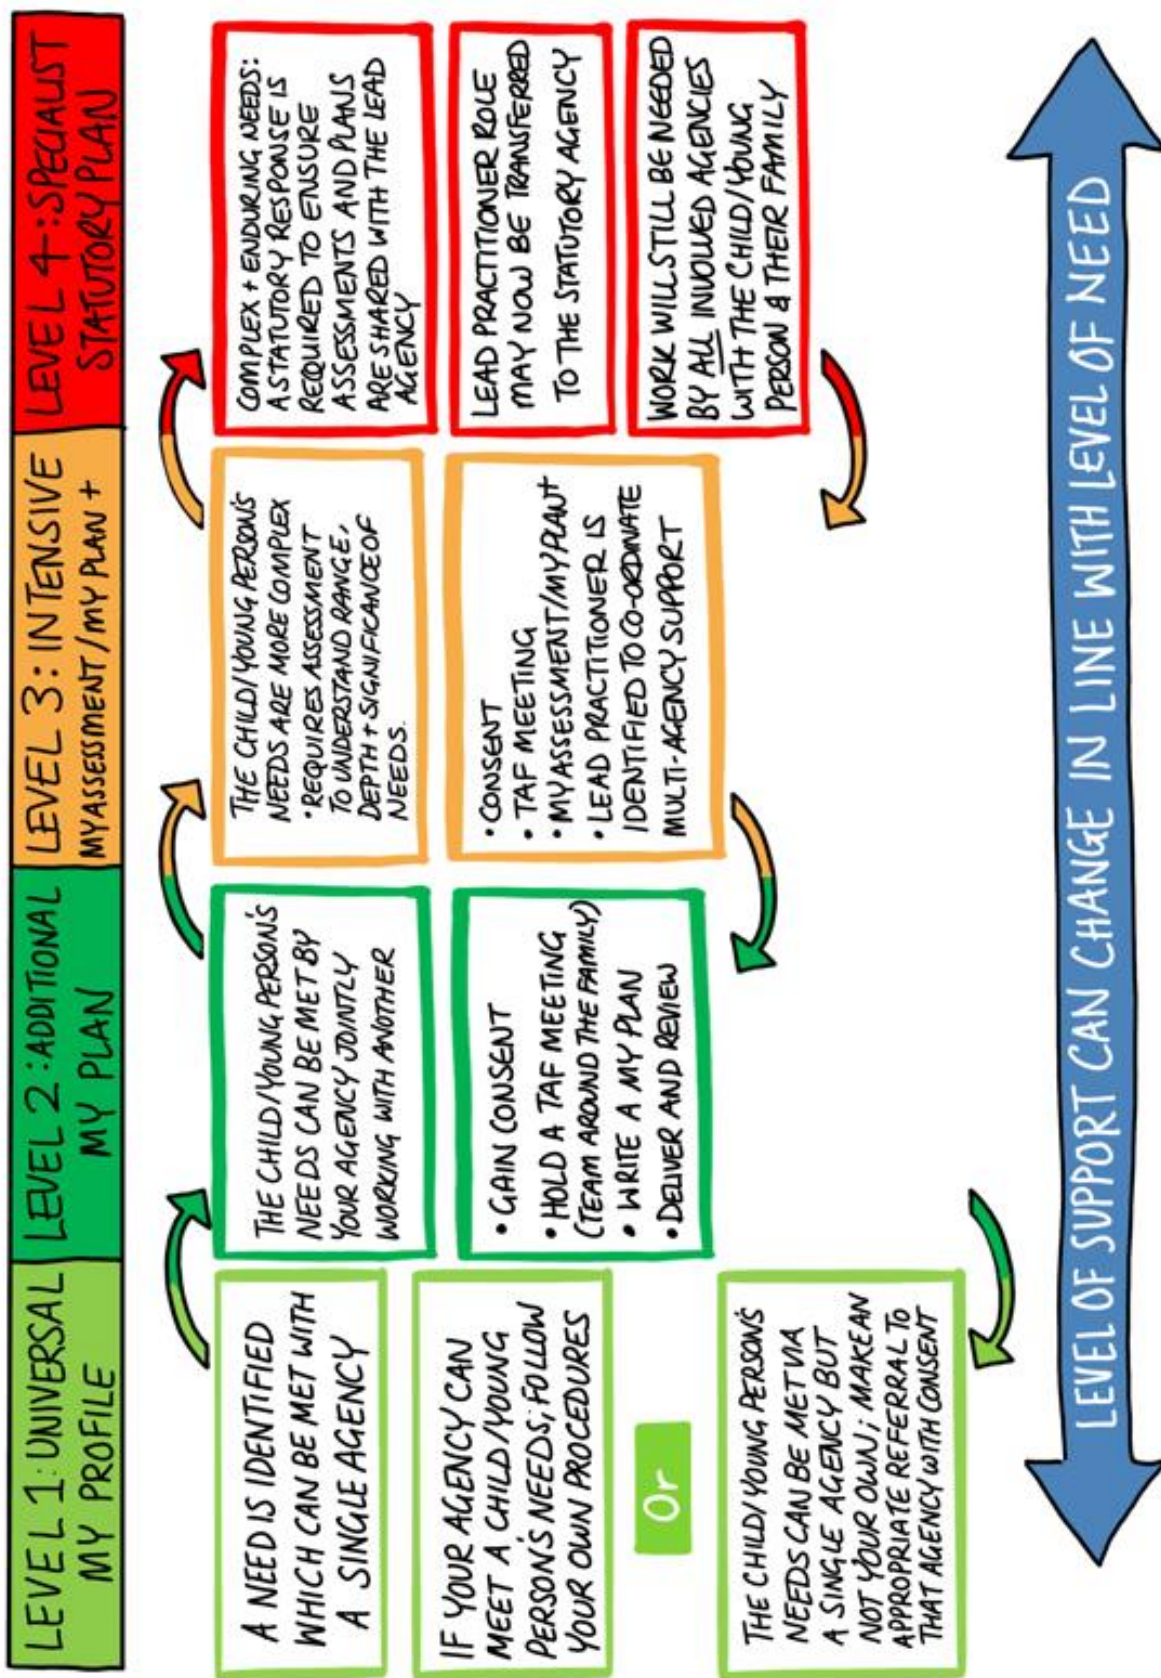 LEVEL 1: UNIVERSAL
MY PROFILE
LEVEL 2: ADDITIONAL
MY PLAN
LEVEL 3: INTENSIVE
MY ASSESSMENT/MY PLAN +
LEVEL 4: SPECIALIST
STATUTORY PLAN
A NEED IS IDENTIFIED
WHICH CAN BE MET WITH
A SINGLE AGENCY
IF YOUR AGENCY CAN
MEET A CHILD/YOUNG
PERSON'S NEEDS; FOLLOW
YOUR OWN PROCEDURES
Or
THE CHILD/YOUNG PERSON'S
NEEDS CAN BE MET VIA
A SINGLE AGENCY BUT
NOT YOUR OWN; MAKE AN
APPROPRIATE REFERRAL TO
THAT AGENCY WITH CONSENT
THE CHILD/YOUNG PERSON'S
NEEDS CAN BE MET BY
YOUR AGENCY JOINTLY
WORKING WITH ANOTHER
• GAIN CONSENT
• HOLD A TAF MEETING
(TEAM AROUND THE FAMILY)
• WRITE A MY PLAN
• DELIVER AND REVIEW
THE CHILD/YOUNG PERSON'S
NEEDS ARE MORE COMPLEX
• REQUIRES ASSESSMENT
TO UNDERSTAND RANGE,
DEPTH + SIGNIFICANCE OF
NEEDS.
• CONSENT
• TAF MEETING
• MY ASSESSMENT/MY PLAN+
• LEAD PRACTITIONER IS
IDENTIFIED TO CO-ORDINATE
MULTI-AGENCY SUPPORT
COMPLEX + ENDURING NEEDS:
A STATUTORY RESPONSE IS
REQUIRED TO ENSURE
ASSESSMENTS AND PLANS
ARE SHARED WITH THE LEAD
AGENCY
LEAD PRACTITIONER ROLE
MAY NOW BE TRANSFERRED
TO THE STATUTORY AGENCY
WORK WILL STILL BE NEEDED
BY ALL INVOLVED AGENCIES
WITH THE CHILD/YOUNG
PERSON & THEIR FAMILY
LEVEL OF SUPPORT CAN CHANGE IN LINE WITH LEVEL OF NEED